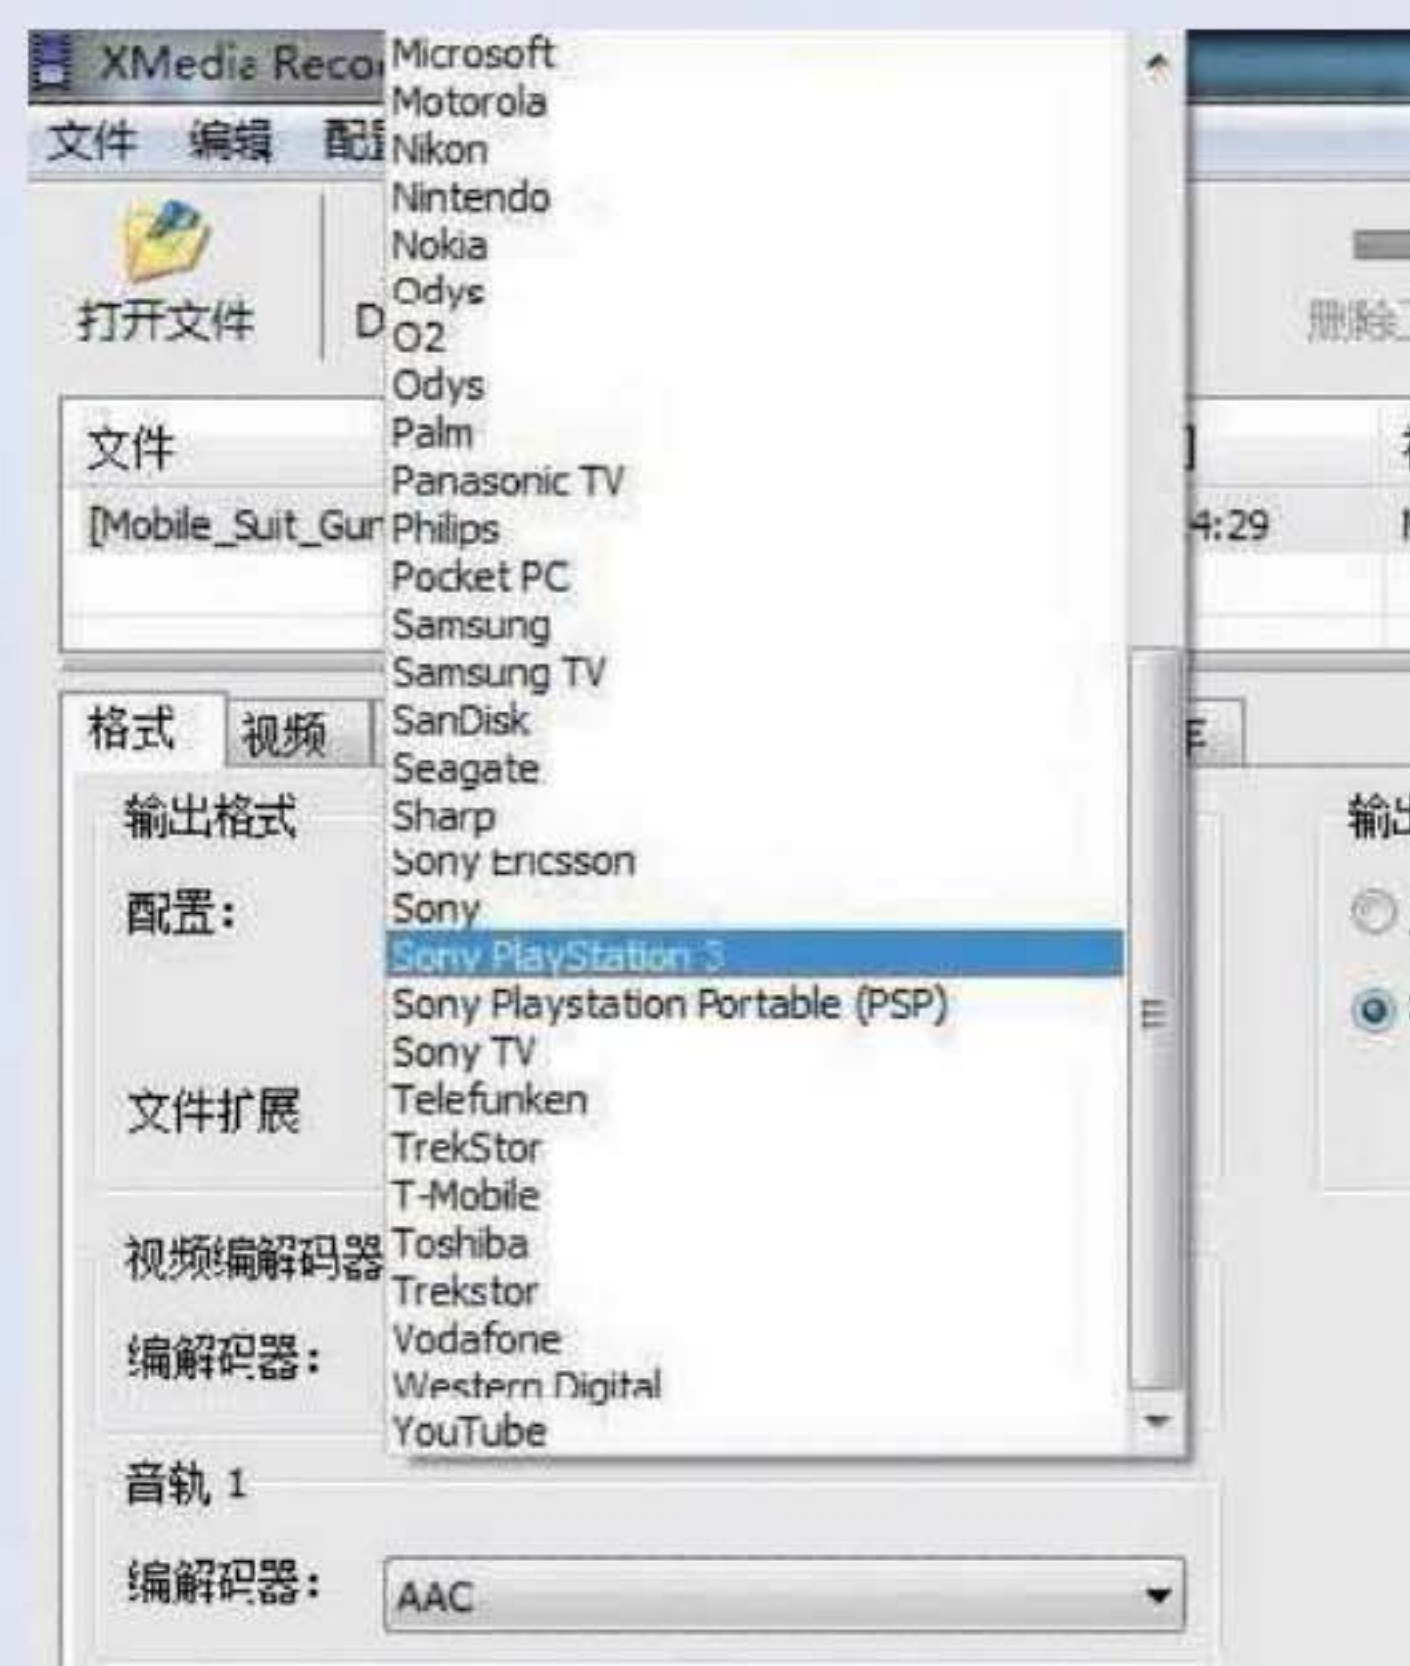 XMedia Reco
Microsoft
Motorola
文件 编辑
Nikon
Nintendo
Nokia
Odys
打开文件 D
O2
删除
Odys
文件
Palm
Panasonic TV
[Mobile_Suit_Gun
Philips
4:29
Pocket PC
Samsung
Samsung TV
格式 视频
SanDisk
Seagate
输出格式
Sharp
输出
Sony Ericsson
配置:
Sony
Sony PlayStation 3
Sony Playstation Portable (PSP)
Sony TV
文件扩展
Telefunken
TrekStor
T-Mobile
视频编解码器
Toshiba
Trekstor
编解码器:
Vodafone
Western Digital
YouTube
音轨 1
编解码器:
AAC